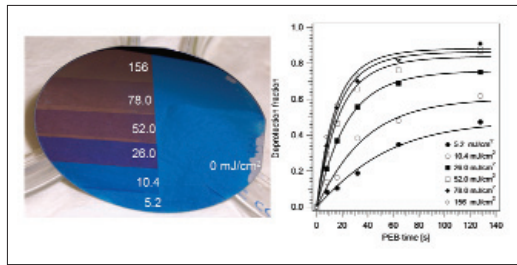 156
78.0
52.0
26.0
0 mJ/cm²
10.4
5.2
Deprotection fraction
1.0
0.8
0.6
0.4
0.2
0.0
5.2 mJ/cm²
10.4 mJ/cm²
26.0 mJ/cm²
52.0 mJ/cm²
78.0 mJ/cm²
156 mJ/cm²
0 20 40 60 80 100 120 140
PEB time [s]